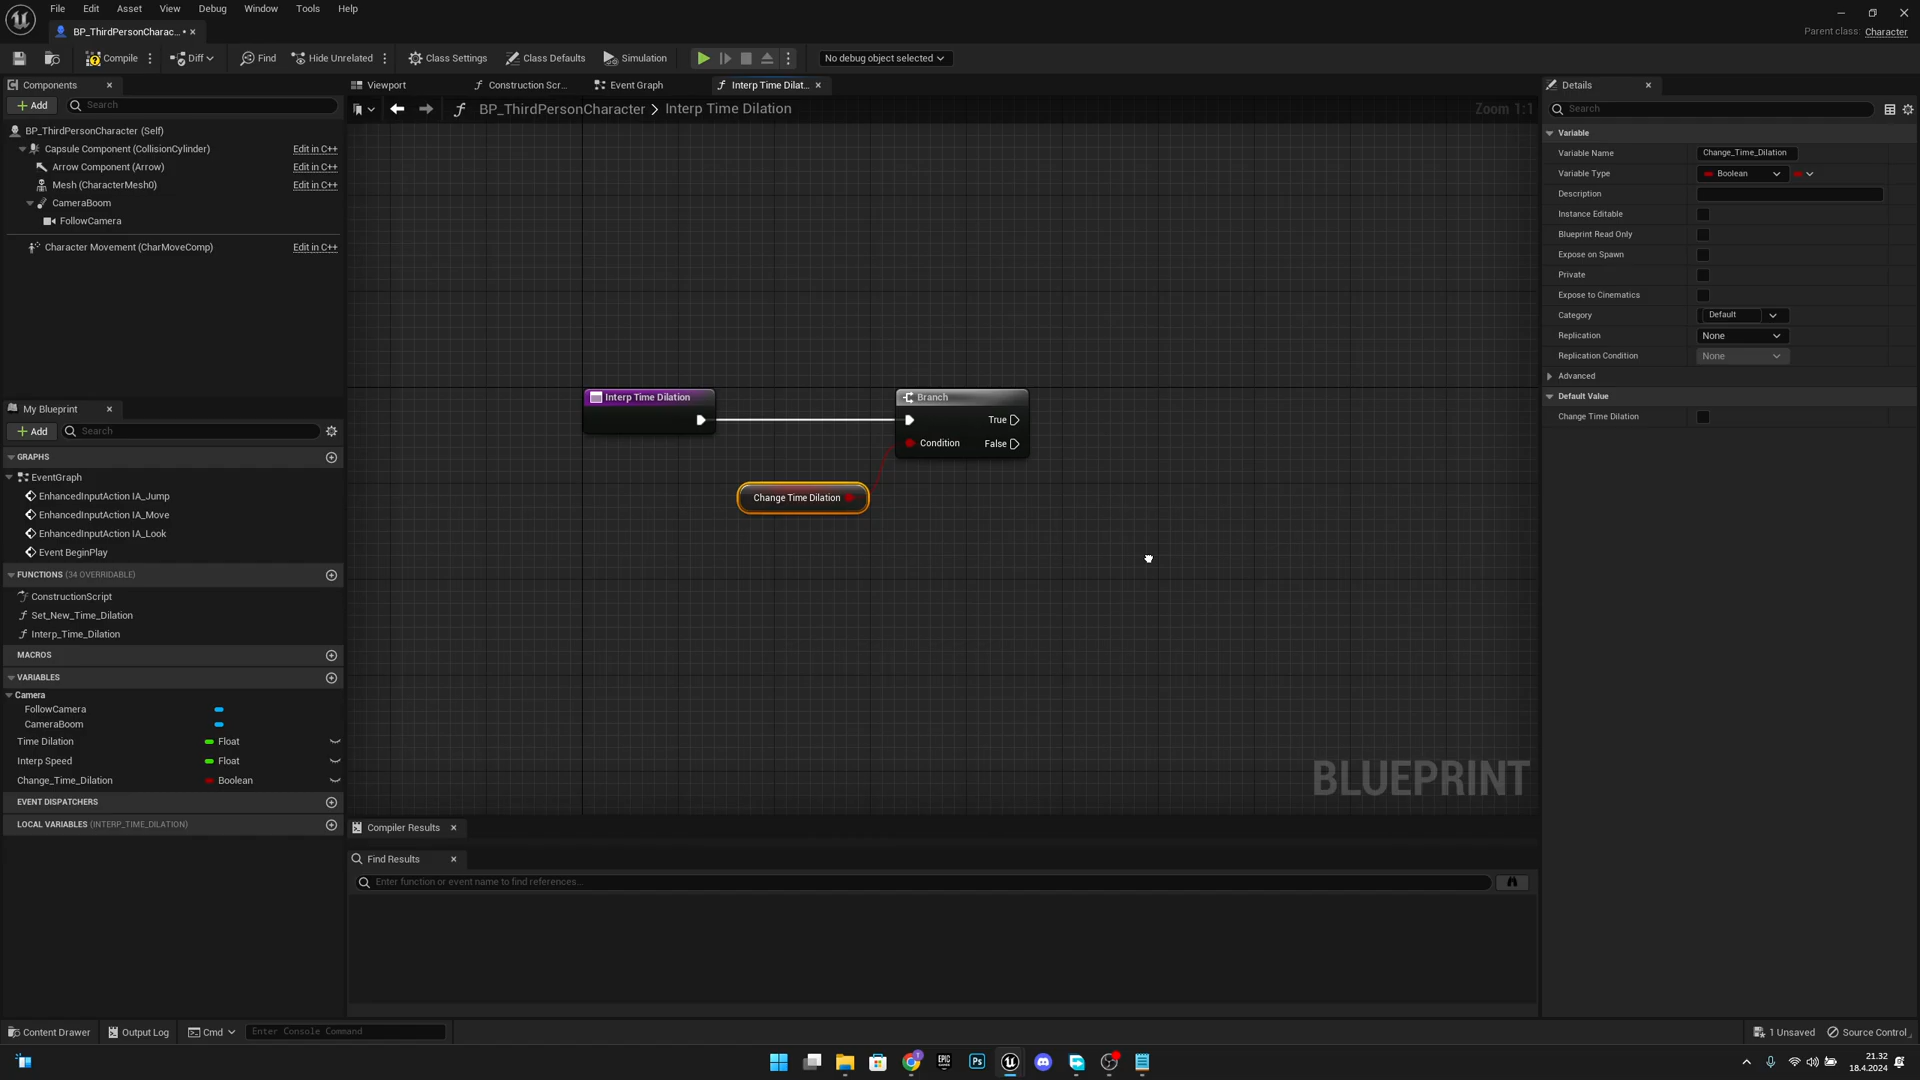 File Edit Asset View Debug Window Tools Help
BP_ThirdPersonCharac... •
Parent class: Character
Compile Diff Find Hide Unrelated Class Settings Class Defaults Simulation No debug object selected
Components
Add Search
BP_ThirdPersonCharacter (Self)
Capsule Component (CollisionCylinder) Edit in C++
Arrow Component (Arrow) Edit in C++
Mesh (CharacterMesh0) Edit in C++
CameraBoom
FollowCamera
Character Movement (CharMoveComp) Edit in C++
My Blueprint
Add Search
GRAPHS
EventGraph
EnhancedInputAction IA_Jump
EnhancedInputAction IA_Move
EnhancedInputAction IA_Look
Event BeginPlay
FUNCTIONS (34 OVERRIDABLE)
ConstructionScript
Set_New_Time_Dilation
Interp_Time_Dilation
MACROS
VARIABLES
Camera
FollowCamera
CameraBoom
Time Dilation Float
Interp Speed Float
Change_Time_Dilation Boolean
EVENT DISPATCHERS
LOCAL VARIABLES (INTERP_TIME_DILATION)
Viewport Construction Scr... Event Graph Interp Time Dilat...
BP_ThirdPersonCharacter > Interp Time Dilation Zoom 1:1
Interp Time Dilation
Branch
True
Condition False
Change Time Dilation
BLUEPRINT
Compiler Results
Find Results
Enter function or event name to find references...
Details
Search
Variable
Variable Name Change_Time_Dilation
Variable Type Boolean
Description
Instance Editable
Blueprint Read Only
Expose on Spawn
Private
Expose to Cinematics
Category Default
Replication None
Replication Condition None
Advanced
Default Value
Change Time Dilation
Content Drawer Output Log Cmd Enter Console Command 1 Unsaved Source Control
EPIC Ps
21.32
18.4.2024